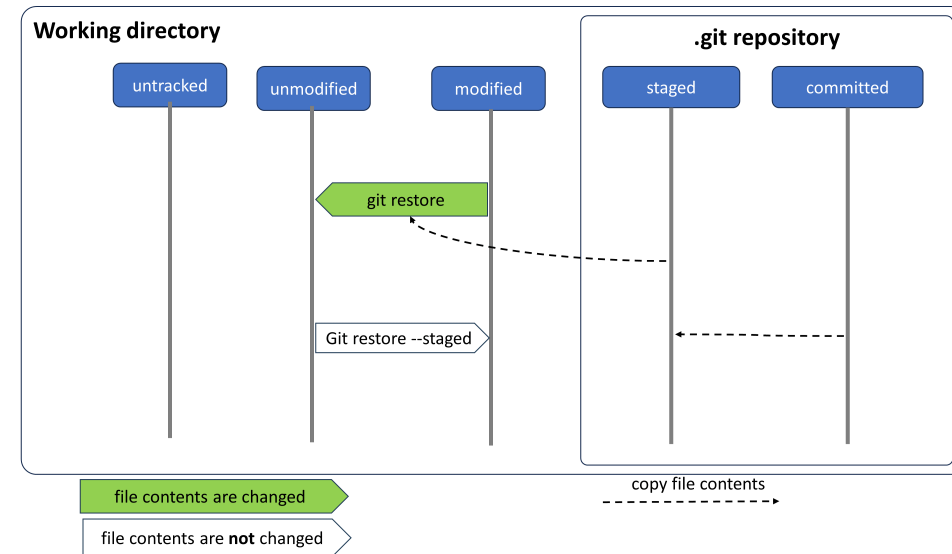 Working directory
.git repository
untracked
unmodified
modified
staged
committed
git restore
Git restore --staged
file contents are changed
copy file contents
file contents are not changed